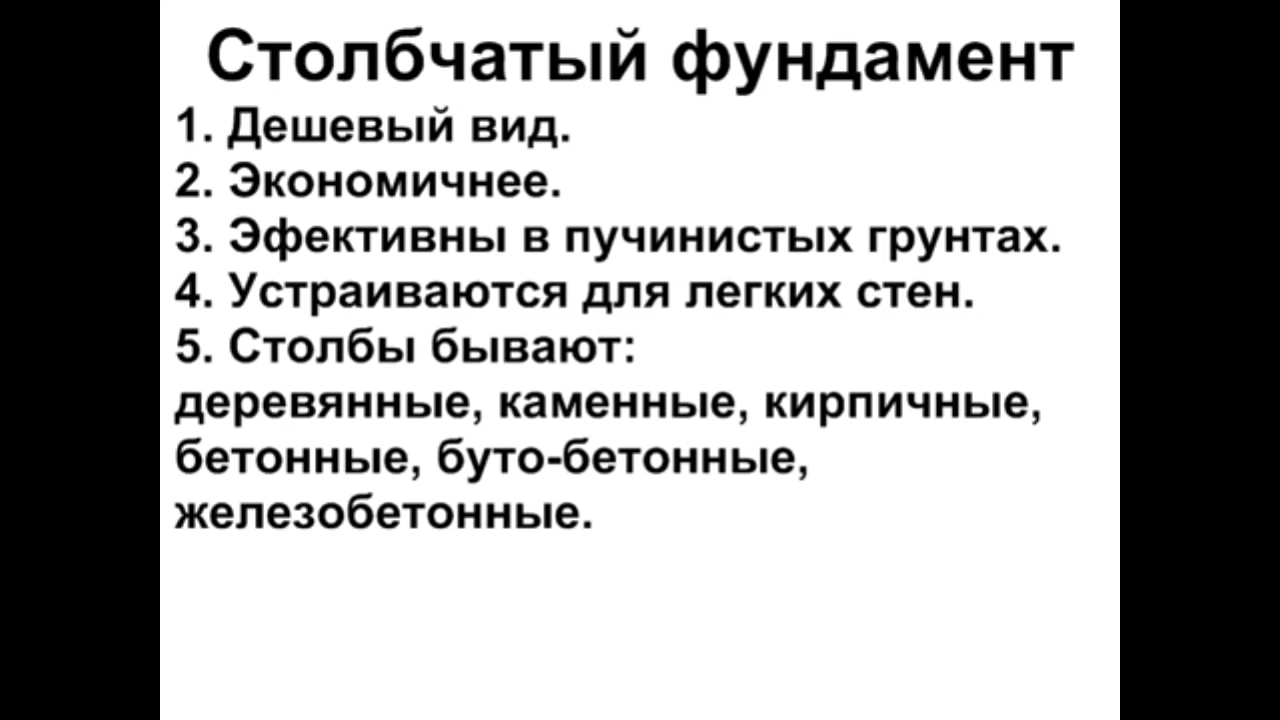 Столбчатый фундамент
1. Дешевый вид.
2. Экономичнее.
3. Эфективны в пучинистых грунтах.
4. Устраиваются для легких стен.
5. Столбы бывают:
деревянные, каменные, кирпичные,
бетонные, буто-бетонные,
железобетонные.